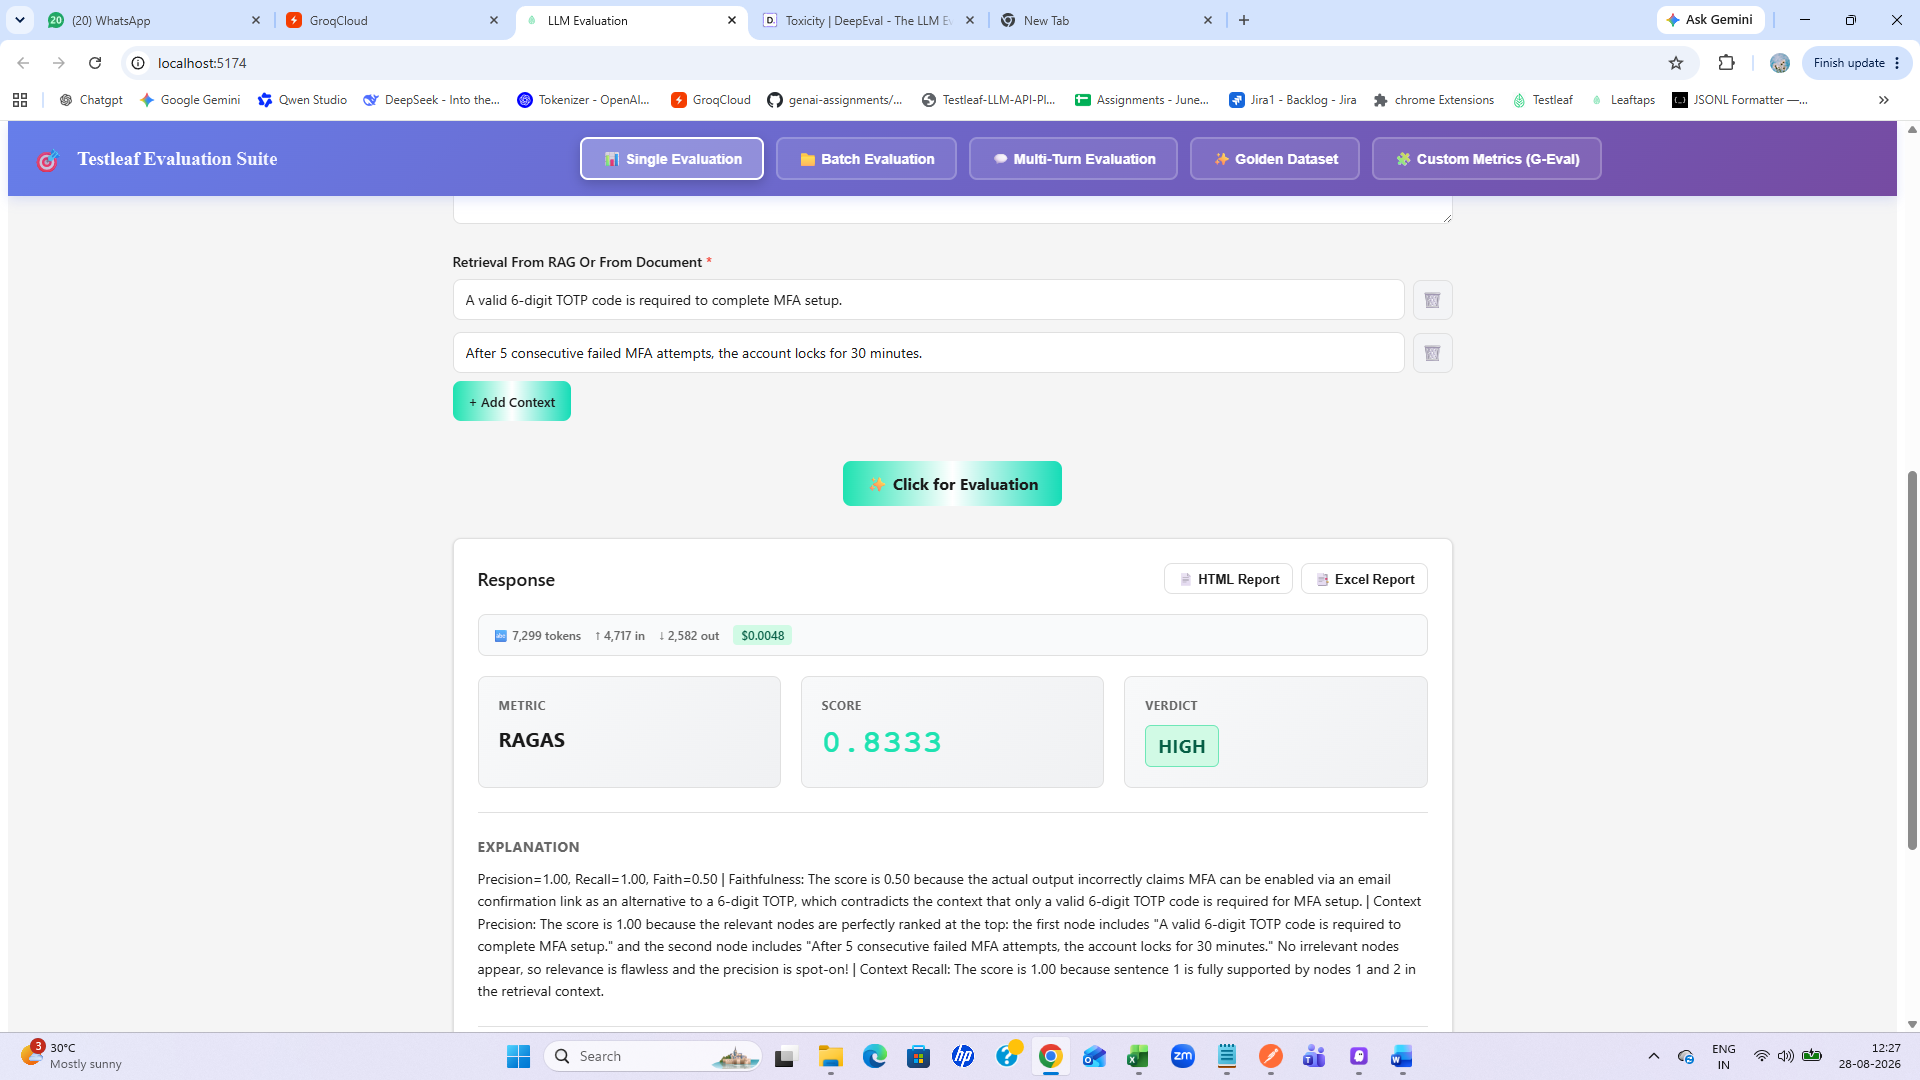 20
(20) WhatsApp
GroqCloud
LLM Evaluation
D.
Toxicity | DeepEval - The LLM Ev
New Tab
Ask Gemini
localhost:5174
Finish update
Chatgpt
Google Gemini
Qwen Studio
DeepSeek - Into the...
Tokenizer - OpenAI...
GroqCloud
genai-assignments/...
Testleaf-LLM-API-Pl...
Assignments - June...
Jira1 - Backlog - Jira
chrome Extensions
Testleaf
Leaftaps
JSONL Formatter —...
Testleaf Evaluation Suite
Single Evaluation
Batch Evaluation
Multi-Turn Evaluation
Golden Dataset
Custom Metrics (G-Eval)
Retrieval From RAG Or From Document *
A valid 6-digit TOTP code is required to complete MFA setup.
After 5 consecutive failed MFA attempts, the account locks for 30 minutes.
+ Add Context
Click for Evaluation
Response
HTML Report
Excel Report
7,299 tokens ↑ 4,717 in ↓ 2,582 out $0.0048
METRIC
RAGAS
SCORE
0.8333
VERDICT
HIGH
EXPLANATION
Precision=1.00, Recall=1.00, Faith=0.50 | Faithfulness: The score is 0.50 because the actual output incorrectly claims MFA can be enabled via an email
confirmation link as an alternative to a 6-digit TOTP, which contradicts the context that only a valid 6-digit TOTP code is required for MFA setup. | Context
Precision: The score is 1.00 because the relevant nodes are perfectly ranked at the top: the first node includes "A valid 6-digit TOTP code is required to
complete MFA setup." and the second node includes "After 5 consecutive failed MFA attempts, the account locks for 30 minutes." No irrelevant nodes
appear, so relevance is flawless and the precision is spot-on! | Context Recall: The score is 1.00 because sentence 1 is fully supported by nodes 1 and 2 in
the retrieval context.
3
30°C
Mostly sunny
Search
hp
zm
ENG
IN
12:27
28-08-2026